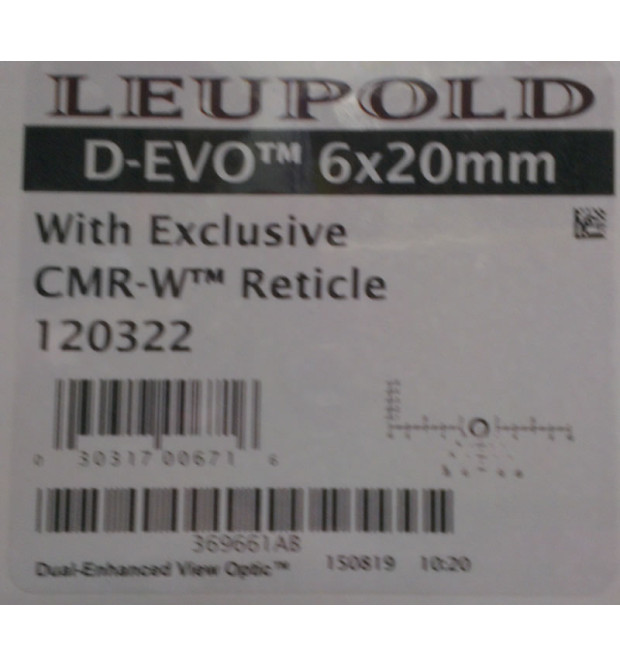 LEUPOLD
D-EVO™ 6x20mm
With Exclusive
CMR-W™ Reticle
120322
0 30317 00671 6
369661AB
Dual-Enhanced View Optic™ 150819 10:20